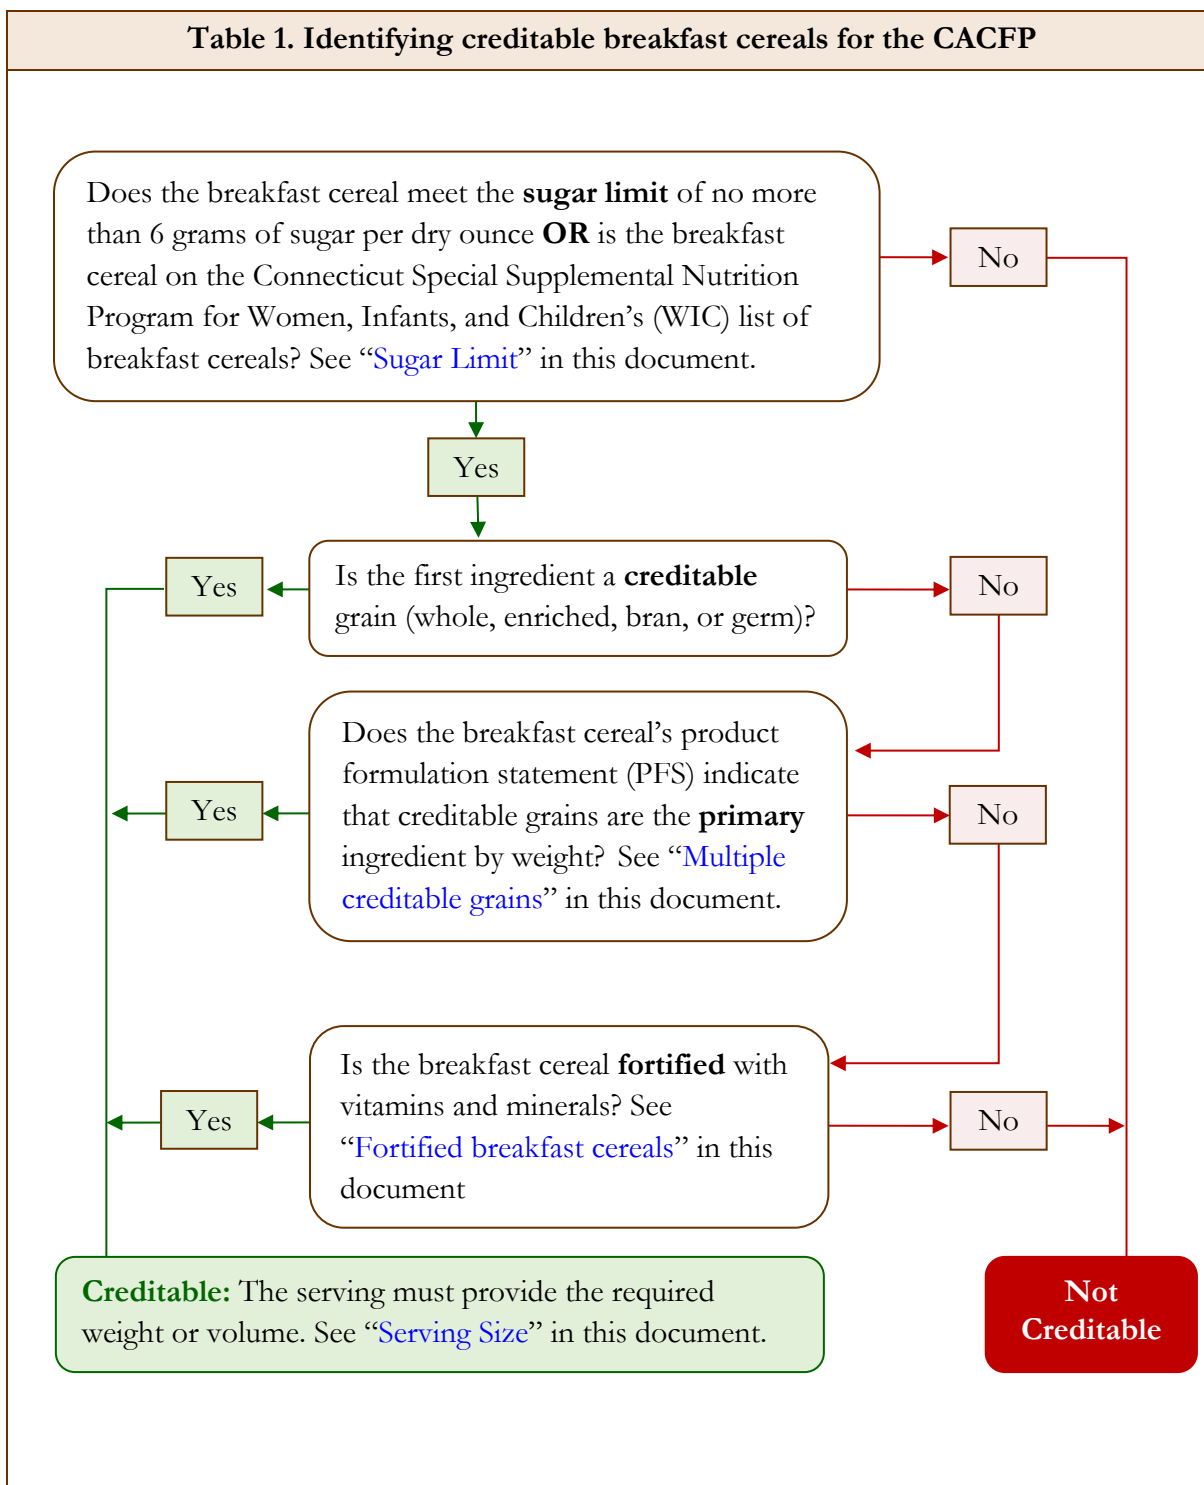 Table 1. Identifying creditable breakfast cereals for the CACFP
Does the breakfast cereal meet the sugar limit of no more
than 6 grams of sugar per dry ounce OR is the breakfast
cereal on the Connecticut Special Supplemental Nutrition
Program for Women, Infants, and Children’s (WIC) list of
breakfast cereals? See “Sugar Limit” in this document.
No
Yes
Yes
Is the first ingredient a creditable
grain (whole, enriched, bran, or germ)?
No
Does the breakfast cereal’s product
formulation statement (PFS) indicate
that creditable grains are the primary
ingredient by weight? See “Multiple
creditable grains” in this document.
Yes
No
Is the breakfast cereal fortified with
vitamins and minerals? See
“Fortified breakfast cereals” in this
document
Yes
No
Creditable: The serving must provide the required
weight or volume. See “Serving Size” in this document.
Not
Creditable